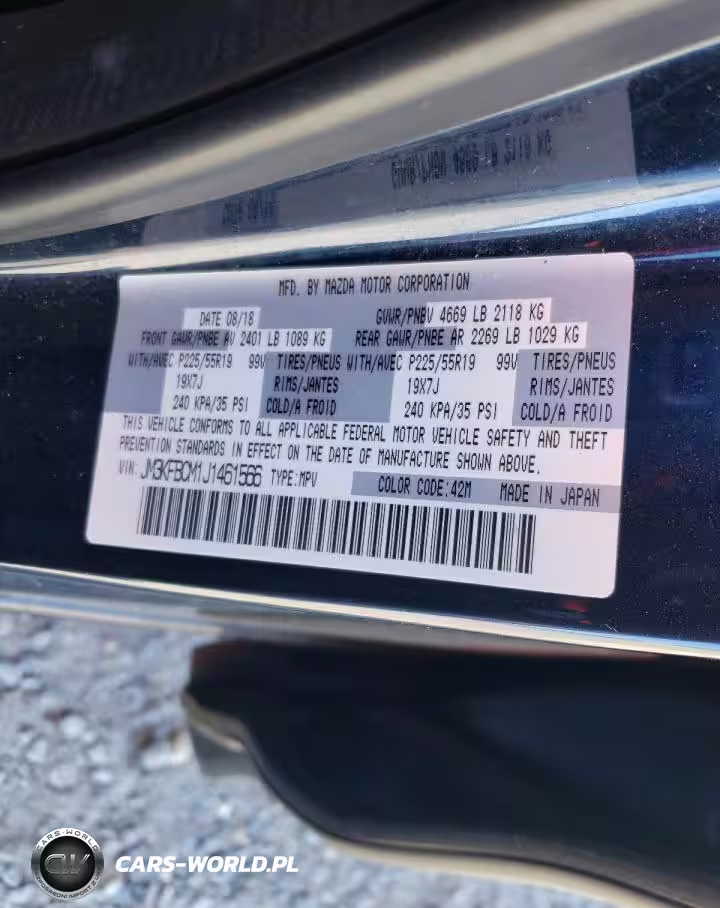 MFD. BY MAZDA MOTOR CORPORATION
DATE 08/18 GVWR/PNBV 4669 LB 2118 KG
FRONT GAWR/PNBE AV 2401 LB 1089 KG REAR GAWR/PNBE AR 2269 LB 1029 KG
WITH/AVEC P225/55R19 99V TIRES/PNEUS WITH/AVEC P225/55R19 99V TIRES/PNEUS
19X7J RIMS/JANTES 19X7J RIMS/JANTES
240 KPA/35 PSI COLD/A FROID 240 KPA/35 PSI COLD/A FROID
THIS VEHICLE CONFORMS TO ALL APPLICABLE FEDERAL MOTOR VEHICLE SAFETY AND THEFT
PREVENTION STANDARDS IN EFFECT ON THE DATE OF MANUFACTURE SHOWN ABOVE.
VIN: JM3KFBCM1J1461566 TYPE:MPV COLOR CODE:42M MADE IN JAPAN
CARS-WORLD
CW
CARS-WORLD.PL